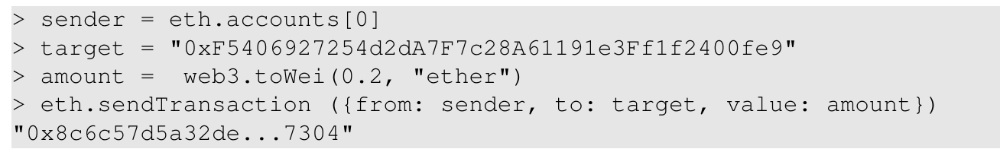 > sender = eth.accounts[0]
> target = "0xF5406927254d2dA7F7c28A61191e3Ff1f2400fe9"
> amount =  web3.toWei(0.2, "ether")
> eth.sendTransaction ({from: sender, to: target, value: amount})
"0x8c6c57d5a32de...7304"